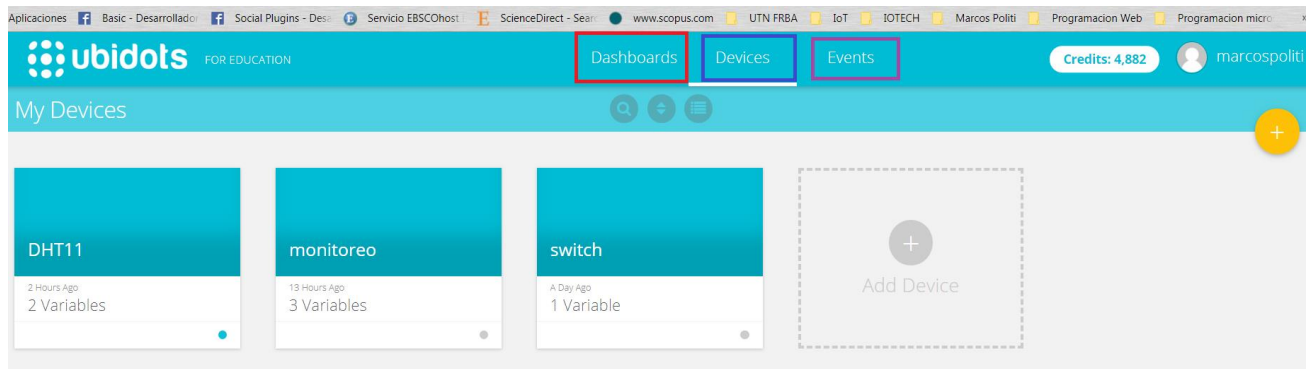 Aplicaciones Basic - Desarrollador Social Plugins - Des Servicio EBSCOhost ScienceDirect - Sear www.scopus.com UTN FRBA IoT IOTECH Marcos Politi Programacion Web Programacion micro
ubidots FOR EDUCATION Dashboards Devices Events Credits: 4,882 marcospoliti
My Devices
DHT11 monitoreo switch
2 Hours Ago 13 Hours Ago A Day Ago
2 Variables 3 Variables 1 Variable
Add Device